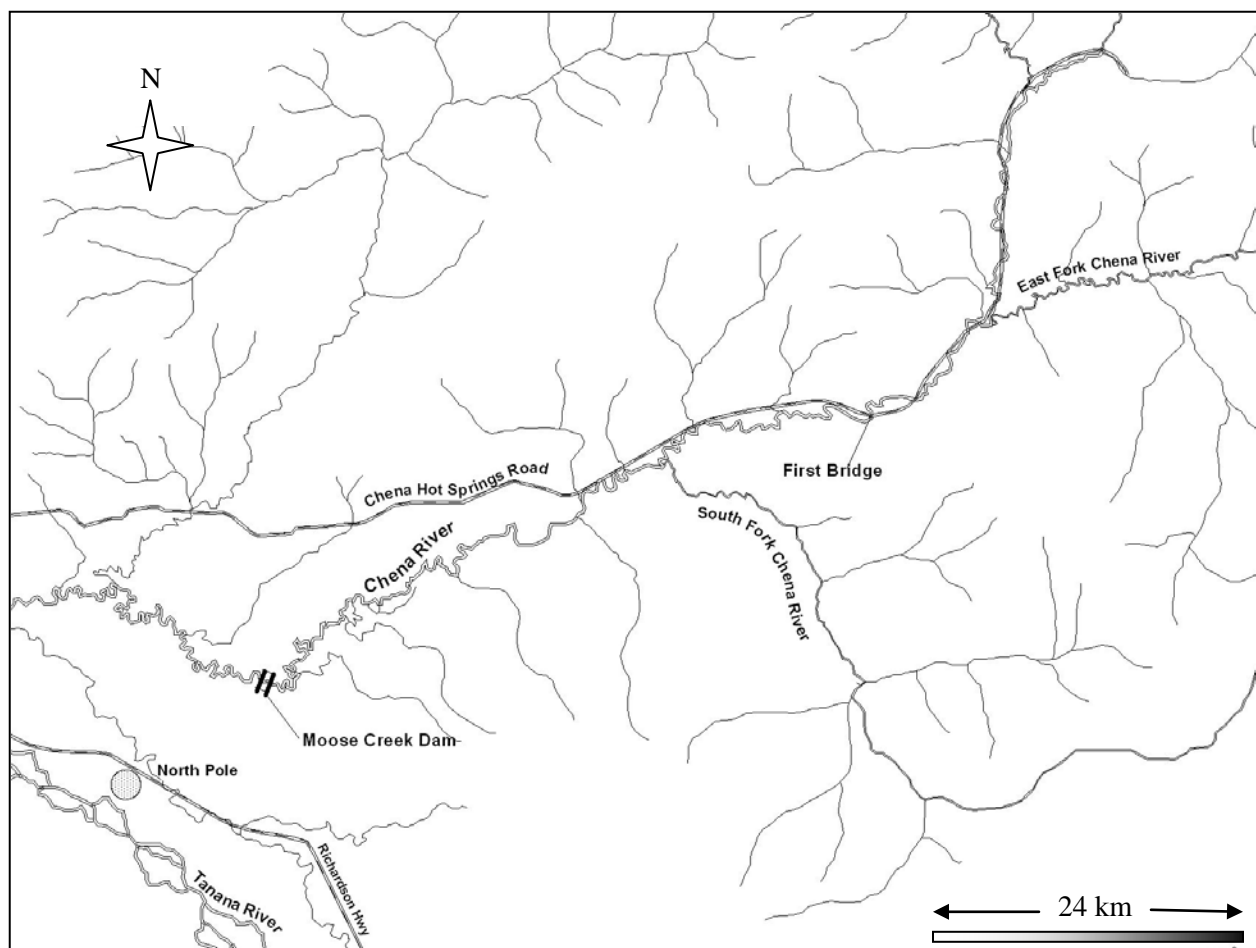 N
East Fork Chena River
First Bridge
Chena Hot Springs Road
South Fork Chena River
Chena River
Moose Creek Dam
North Pole
Richardson Hwy
Tanana River
24 km